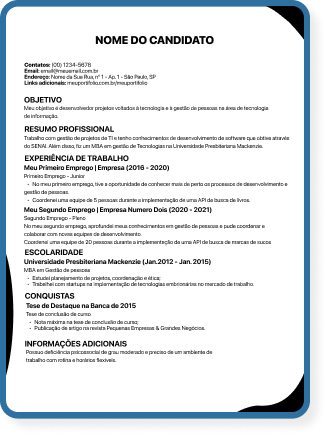 NOME DO CANDIDATO
Contatos: (00) 1234-5678
Email: email@meuemail.com.br
Endereço: Nome da Sua Rua, nº 1 - Ap. 1 - São Paulo, SP
Links adicionais: meuportfolio.com.br/meuportfolio
OBJETIVO
Meu objetivo é desenvolver projetos voltados à tecnologia e à gestão de pessoas na área de tecnologia
de informação.
RESUMO PROFISSIONAL
Trabalho com gestão de projetos de TI e tenho conhecimentos de desenvolvimento de software que obtive através
do SENAI. Além disso, fiz um MBA em gestão de Tecnologias na Universidade Presbiteriana Mackenzie.
EXPERIÊNCIA DE TRABALHO
Meu Primeiro Emprego | Empresa (2016 - 2020)
Primeiro Emprego - Junior
• No meu primeiro emprego, tive a oportunidade de conhecer mais de perto os processos de desenvolvimento e
gestão de pessoas.
• Coordenei uma equipe de 5 pessoas durante a implementação de uma API de busca de livros.
Meu Segundo Emprego | Empresa Numero Dois (2020 - 2021)
Segundo Emprego - Pleno
No meu segundo emprego, aprofundei meus conhecimentos em gestão de pessoas e pude coordenar e
colaborar com novas equipes de desenvolvimento.
Coordenei uma equipe de 20 pessoas durante a implementação de uma API de busca de marcas de sucos
ESCOLARIDADE
Universidade Presbiteriana Mackenzie (Jan.2012 - Jan. 2015)
MBA em Gestão de pessoas
• Estudei planejamento de projetos, coordenação e ética;
• Trabalhei com startups na implementação de tecnologias embrionárias no mercado de trabalho.
CONQUISTAS
Tese de Destaque na Banca de 2015
Tese de conclusão de curso
• Nota máxima na tese de conclusão de curso;
• Publicação de artigo na revista Pequenas Empresas & Grandes Negócios.
INFORMAÇÕES ADICIONAIS
Possuo deficiência psicossocial de grau moderado e preciso de um ambiente de
trabalho com rotina e horários flexíveis.